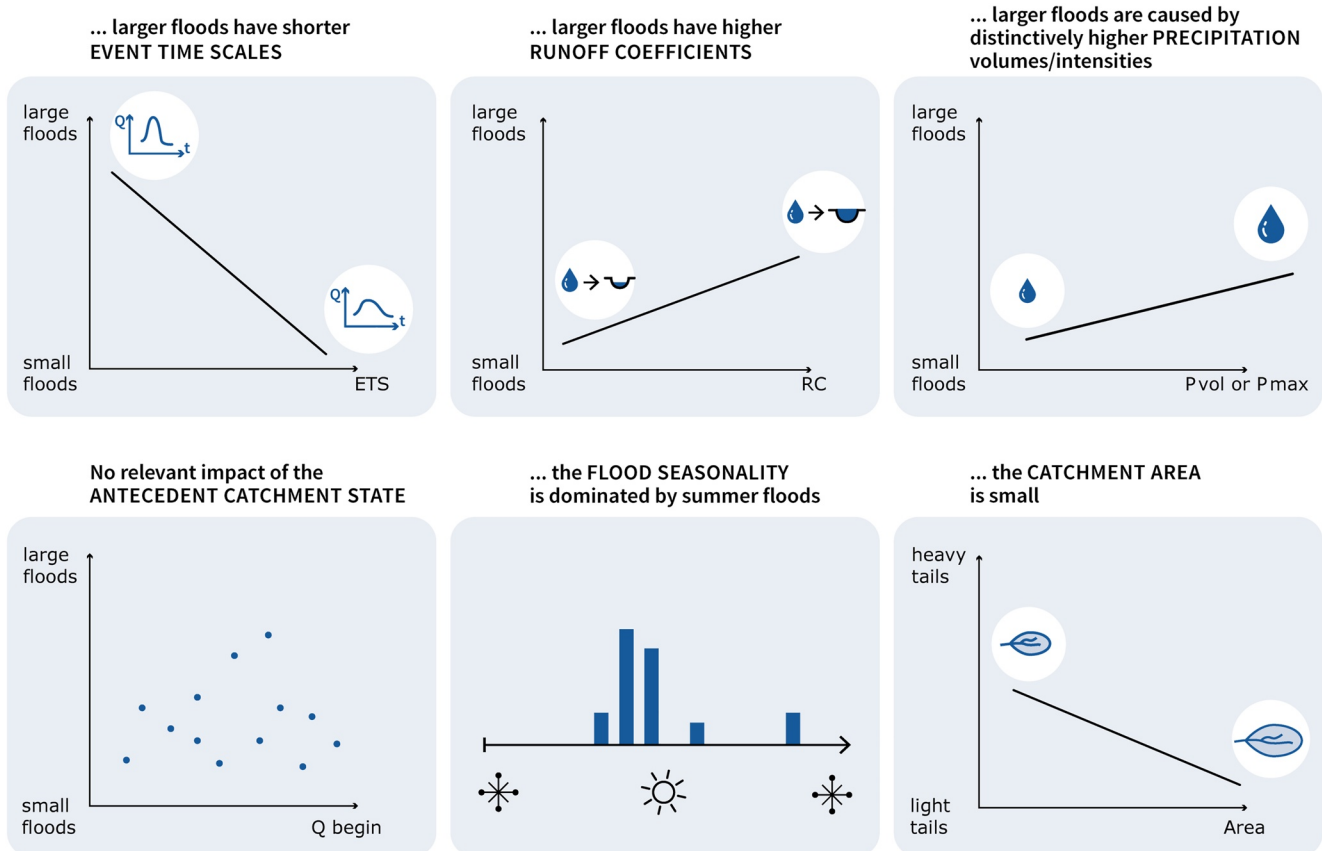 ... larger floods have shorter
EVENT TIME SCALES
large
floods
Q
t
Q
t
small
floods
ETS
... larger floods have higher
RUNOFF COEFFICIENTS
large
floods
small
floods
RC
... larger floods are caused by
distinctively higher PRECIPITATION
volumes/intensities
large
floods
small
floods
Pvol or Pmax
No relevant impact of the
ANTECEDENT CATCHMENT STATE
large
floods
small
floods
Q begin
... the FLOOD SEASONALITY
is dominated by summer floods
... the CATCHMENT AREA
is small
heavy
tails
light
tails
Area